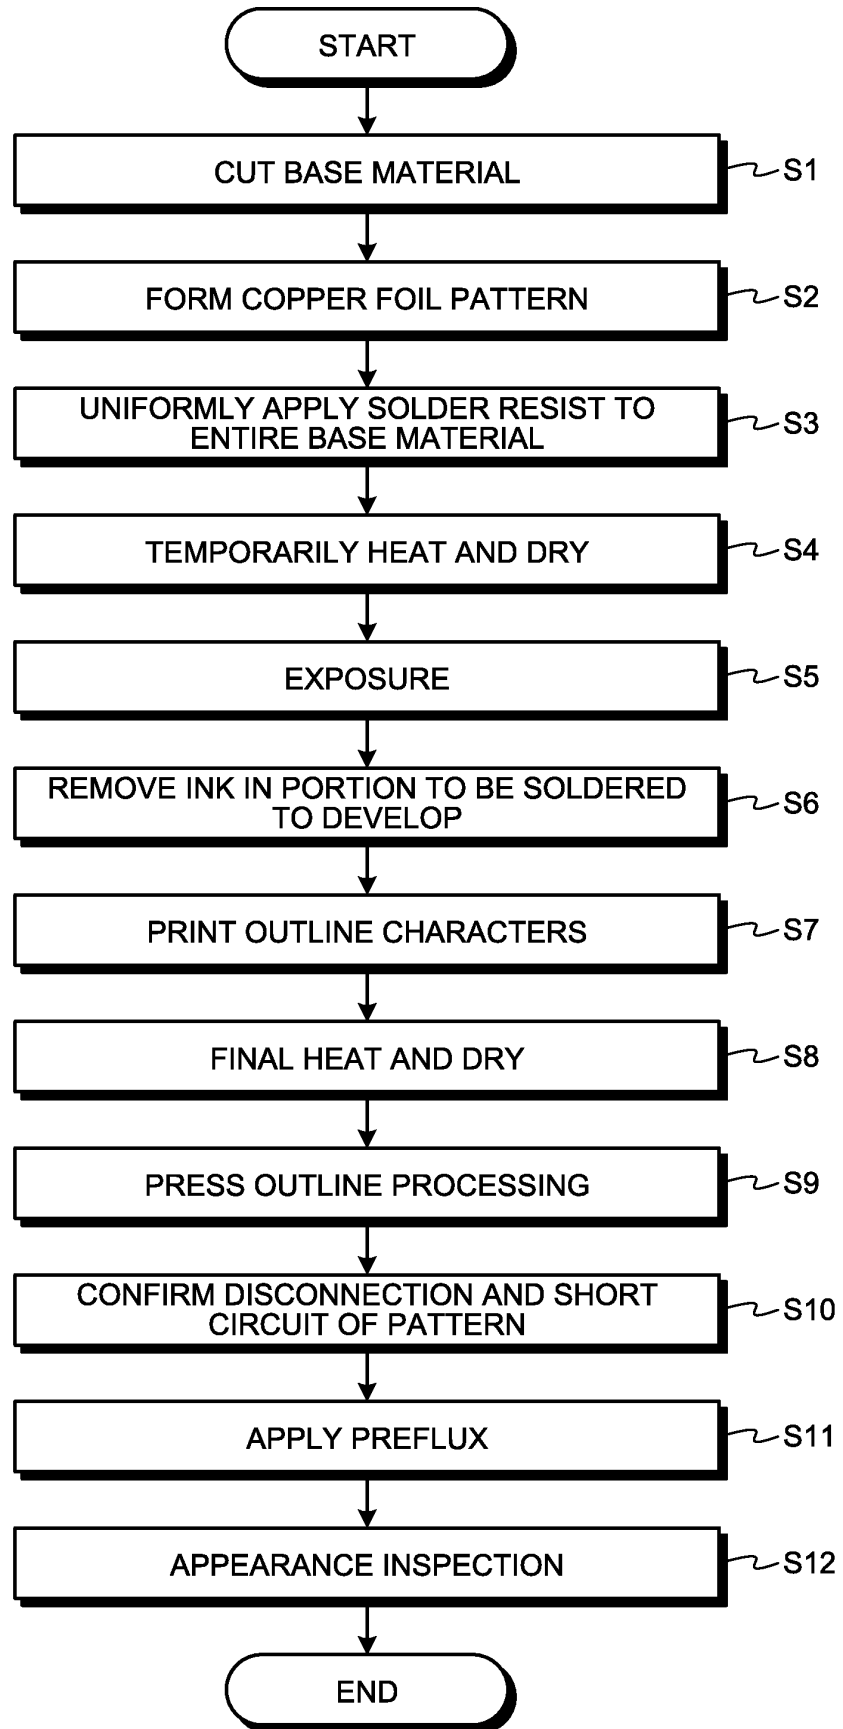 START
CUT BASE MATERIAL
S1
FORM COPPER FOIL PATTERN
S2
UNIFORMLY APPLY SOLDER RESIST TO
ENTIRE BASE MATERIAL
S3
TEMPORARILY HEAT AND DRY
S4
EXPOSURE
S5
REMOVE INK IN PORTION TO BE SOLDERED
TO DEVELOP
S6
PRINT OUTLINE CHARACTERS
S7
FINAL HEAT AND DRY
S8
PRESS OUTLINE PROCESSING
S9
CONFIRM DISCONNECTION AND SHORT
CIRCUIT OF PATTERN
S10
APPLY PREFLUX
S11
APPEARANCE INSPECTION
S12
END